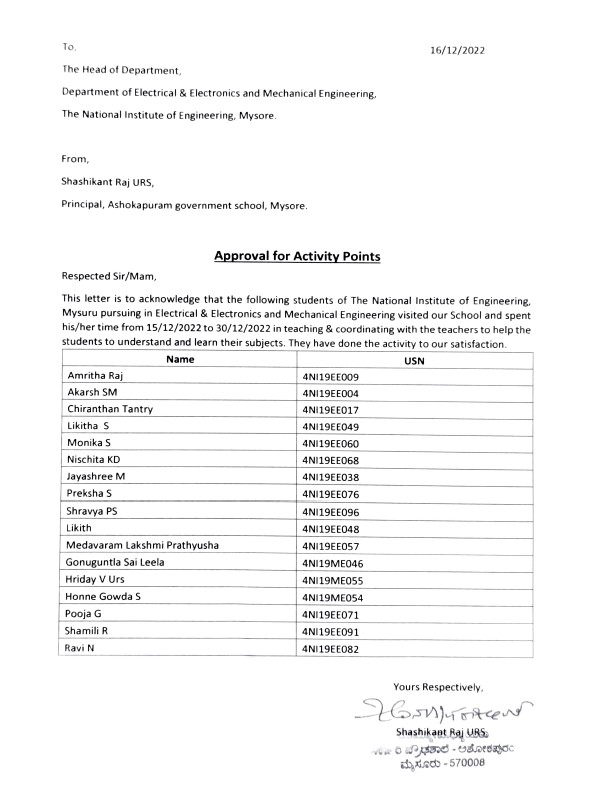 To,
16/12/2022
The Head of Department,
Department of Electrical & Electronics and Mechanical Engineering,
The National Institute of Engineering, Mysore.
From,
Shashikant Raj URS,
Principal, Ashokapuram government school, Mysore.
Approval for Activity Points
Respected Sir/Mam,
This letter is to acknowledge that the following students of The National Institute of Engineering,
Mysuru pursuing in Electrical & Electronics and Mechanical Engineering visited our School and spent
his/her time from 15/12/2022 to 30/12/2022 in teaching & coordinating with the teachers to help the
students to understand and learn their subjects. They have done the activity to our satisfaction.
Name USN
Amritha Raj 4NI19EE009
Akarsh SM 4NI19EE004
Chiranthan Tantry 4NI19EE017
Likitha S 4NI19EE049
Monika S 4NI19EE060
Nischita KD 4NI19EE068
Jayashree M 4NI19EE038
Preksha S 4NI19EE076
Shravya PS 4NI19EE096
Likith 4NI19EE048
Medavaram Lakshmi Prathyusha 4NI19EE057
Gonuguntla Sai Leela 4NI19ME046
Hriday V Urs 4NI19ME055
Honne Gowda S 4NI19ME054
Pooja G 4NI19EE071
Shamili R 4NI19EE091
Ravi N 4NI19EE082
Yours Respectively,
Shashikant Raj URS,
ಪ್ರೌಢಶಾಲೆ - ಅಶೋಕಪುರಂ
ಮೈಸೂರು - 570008